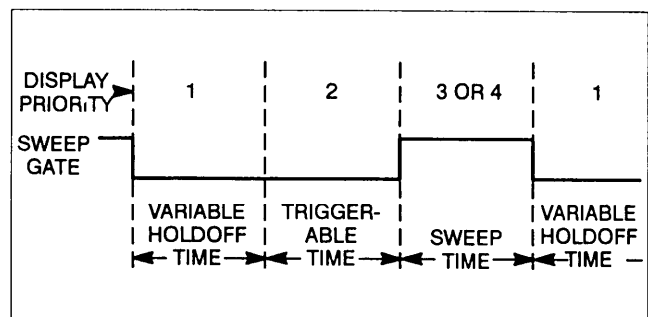 DISPLAY PRIORITY
1
2
3 OR 4
1
SWEEP GATE
VARIABLE HOLDOFF TIME
TRIGGER-ABLE TIME
SWEEP TIME
VARIABLE HOLDOFF TIME